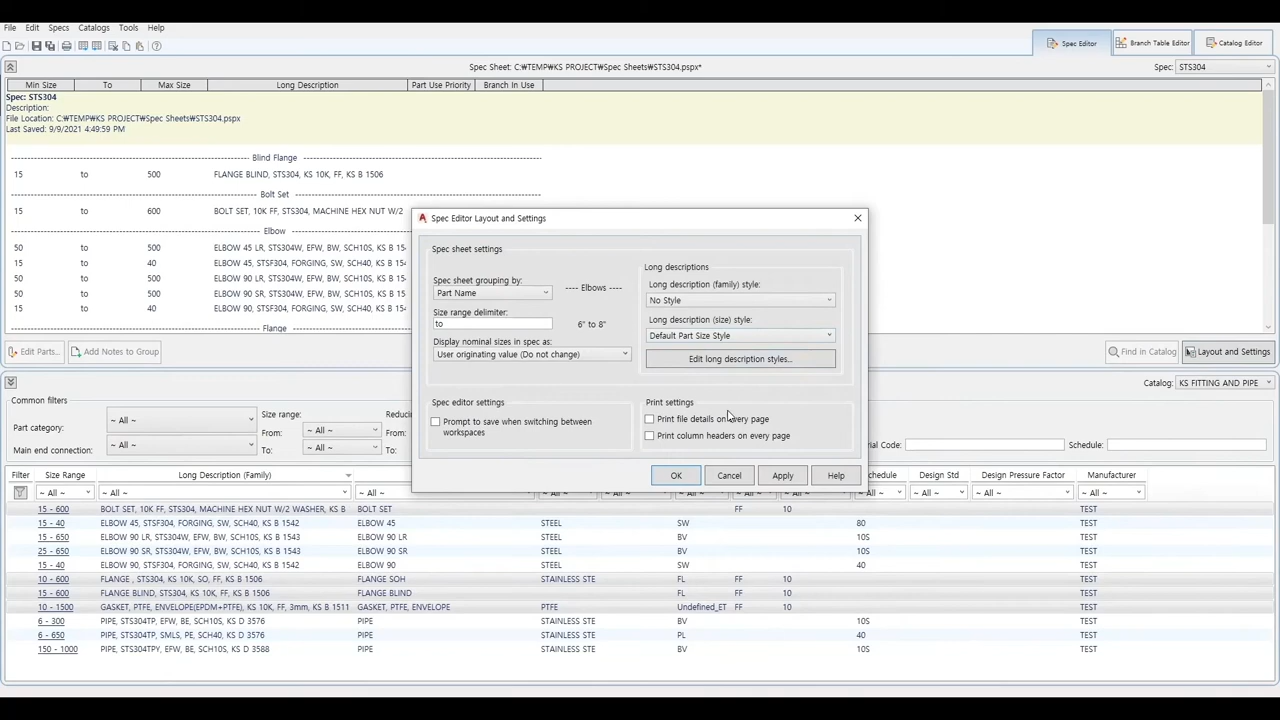 File Edit Specs Catalogs Tools Help
Spec Editor Branch Table Editor Catalog Editor
Spec Sheet: C:₩TEMP₩KS PROJECT₩Spec Sheets₩STS304.pspx* Spec: STS304
Min Size To Max Size Long Description Part Use Priority Branch In Use
Spec: STS304
Description:
File Location: C:₩TEMP₩KS PROJECT₩Spec Sheets₩STS304.pspx
Last Saved: 9/9/2021 4:49:59 PM
Blind Flange
15 to 500 FLANGE BLIND, STS304, KS 10K, FF, KS B 1506
Bolt Set
15 to 600 BOLT SET, 10K FF, STS304, MACHINE HEX NUT W/2
Elbow
50 to 500 ELBOW 45 LR, STS304W, EFW, BW, SCH10S, KS B 154
15 to 40 ELBOW 45, STSF304, FORGING, SW, SCH40, KS B 154
50 to 500 ELBOW 90 LR, STS304W, EFW, BW, SCH10S, KS B 154
50 to 500 ELBOW 90 SR, STS304W, EFW, BW, SCH10S, KS B 154
15 to 40 ELBOW 90, STSF304, FORGING, SW, SCH40, KS B 154
Flange
Edit Parts... Add Notes to Group Find in Catalog Layout and Settings
Spec Editor Layout and Settings
Spec sheet settings
Spec sheet grouping by:
Part Name ---- Elbows ----
Size range delimiter:
to 6" to 8"
Display nominal sizes in spec as:
User originating value (Do not change)
Long descriptions
Long description (family) style:
No Style
Long description (size) style:
Default Part Size Style
Edit long description styles...
Spec editor settings
Prompt to save when switching between
workspaces
Print settings
Print file details on every page
Print column headers on every page
OK Cancel Apply Help
Catalog: KS FITTING AND PIPE
Common filters
Part category: ~ All ~
Main end connection: ~ All ~
Size range:
From: ~ All ~
To: ~ All ~
From:
To:
Schedule:
Filter Size Range Long Description (Family) Design Std Design Pressure Factor Manufacturer
~ All ~ ~ All ~ ~ All ~ ~ All ~ ~ All ~ ~ All ~ ~ All ~
15 - 600 BOLT SET, 10K FF, STS304, MACHINE HEX NUT W/2 WASHER, KS B BOLT SET FF 10 TEST
15 - 40 ELBOW 45, STSF304, FORGING, SW, SCH40, KS B 1542 ELBOW 45 STEEL SW 80 TEST
15 - 650 ELBOW 90 LR, STS304W, EFW, BW, SCH10S, KS B 1543 ELBOW 90 LR STEEL BV 10S TEST
25 - 650 ELBOW 90 SR, STS304W, EFW, BW, SCH10S, KS B 1543 ELBOW 90 SR STEEL BV 10S TEST
15 - 40 ELBOW 90, STSF304, FORGING, SW, SCH40, KS B 1542 ELBOW 90 STEEL SW 40 TEST
10 - 600 FLANGE , STS304, KS 10K, SO, FF, KS B 1506 FLANGE SOH STAINLESS STE FL FF 10 TEST
15 - 600 FLANGE BLIND, STS304, KS 10K, FF, KS B 1506 FLANGE BLIND STAINLESS STE FL FF 10 TEST
10 - 1500 GASKET, PTFE, ENVELOPE(EPDM+PTFE), KS 10K, FF, 3mm, KS B 1511 GASKET, PTFE, ENVELOPE PTFE Undefined_ET FF 10 TEST
6 - 300 PIPE, STS304TP, EFW, BE, SCH10S, KS D 3576 PIPE STAINLESS STE BV 10S TEST
6 - 650 PIPE, STS304TP, SMLS, PE, SCH40, KS D 3576 PIPE STAINLESS STE PL 40 TEST
150 - 1000 PIPE, STS304TPY, EFW, BE, SCH10S, KS D 3588 PIPE STAINLESS STE BV 10S TEST